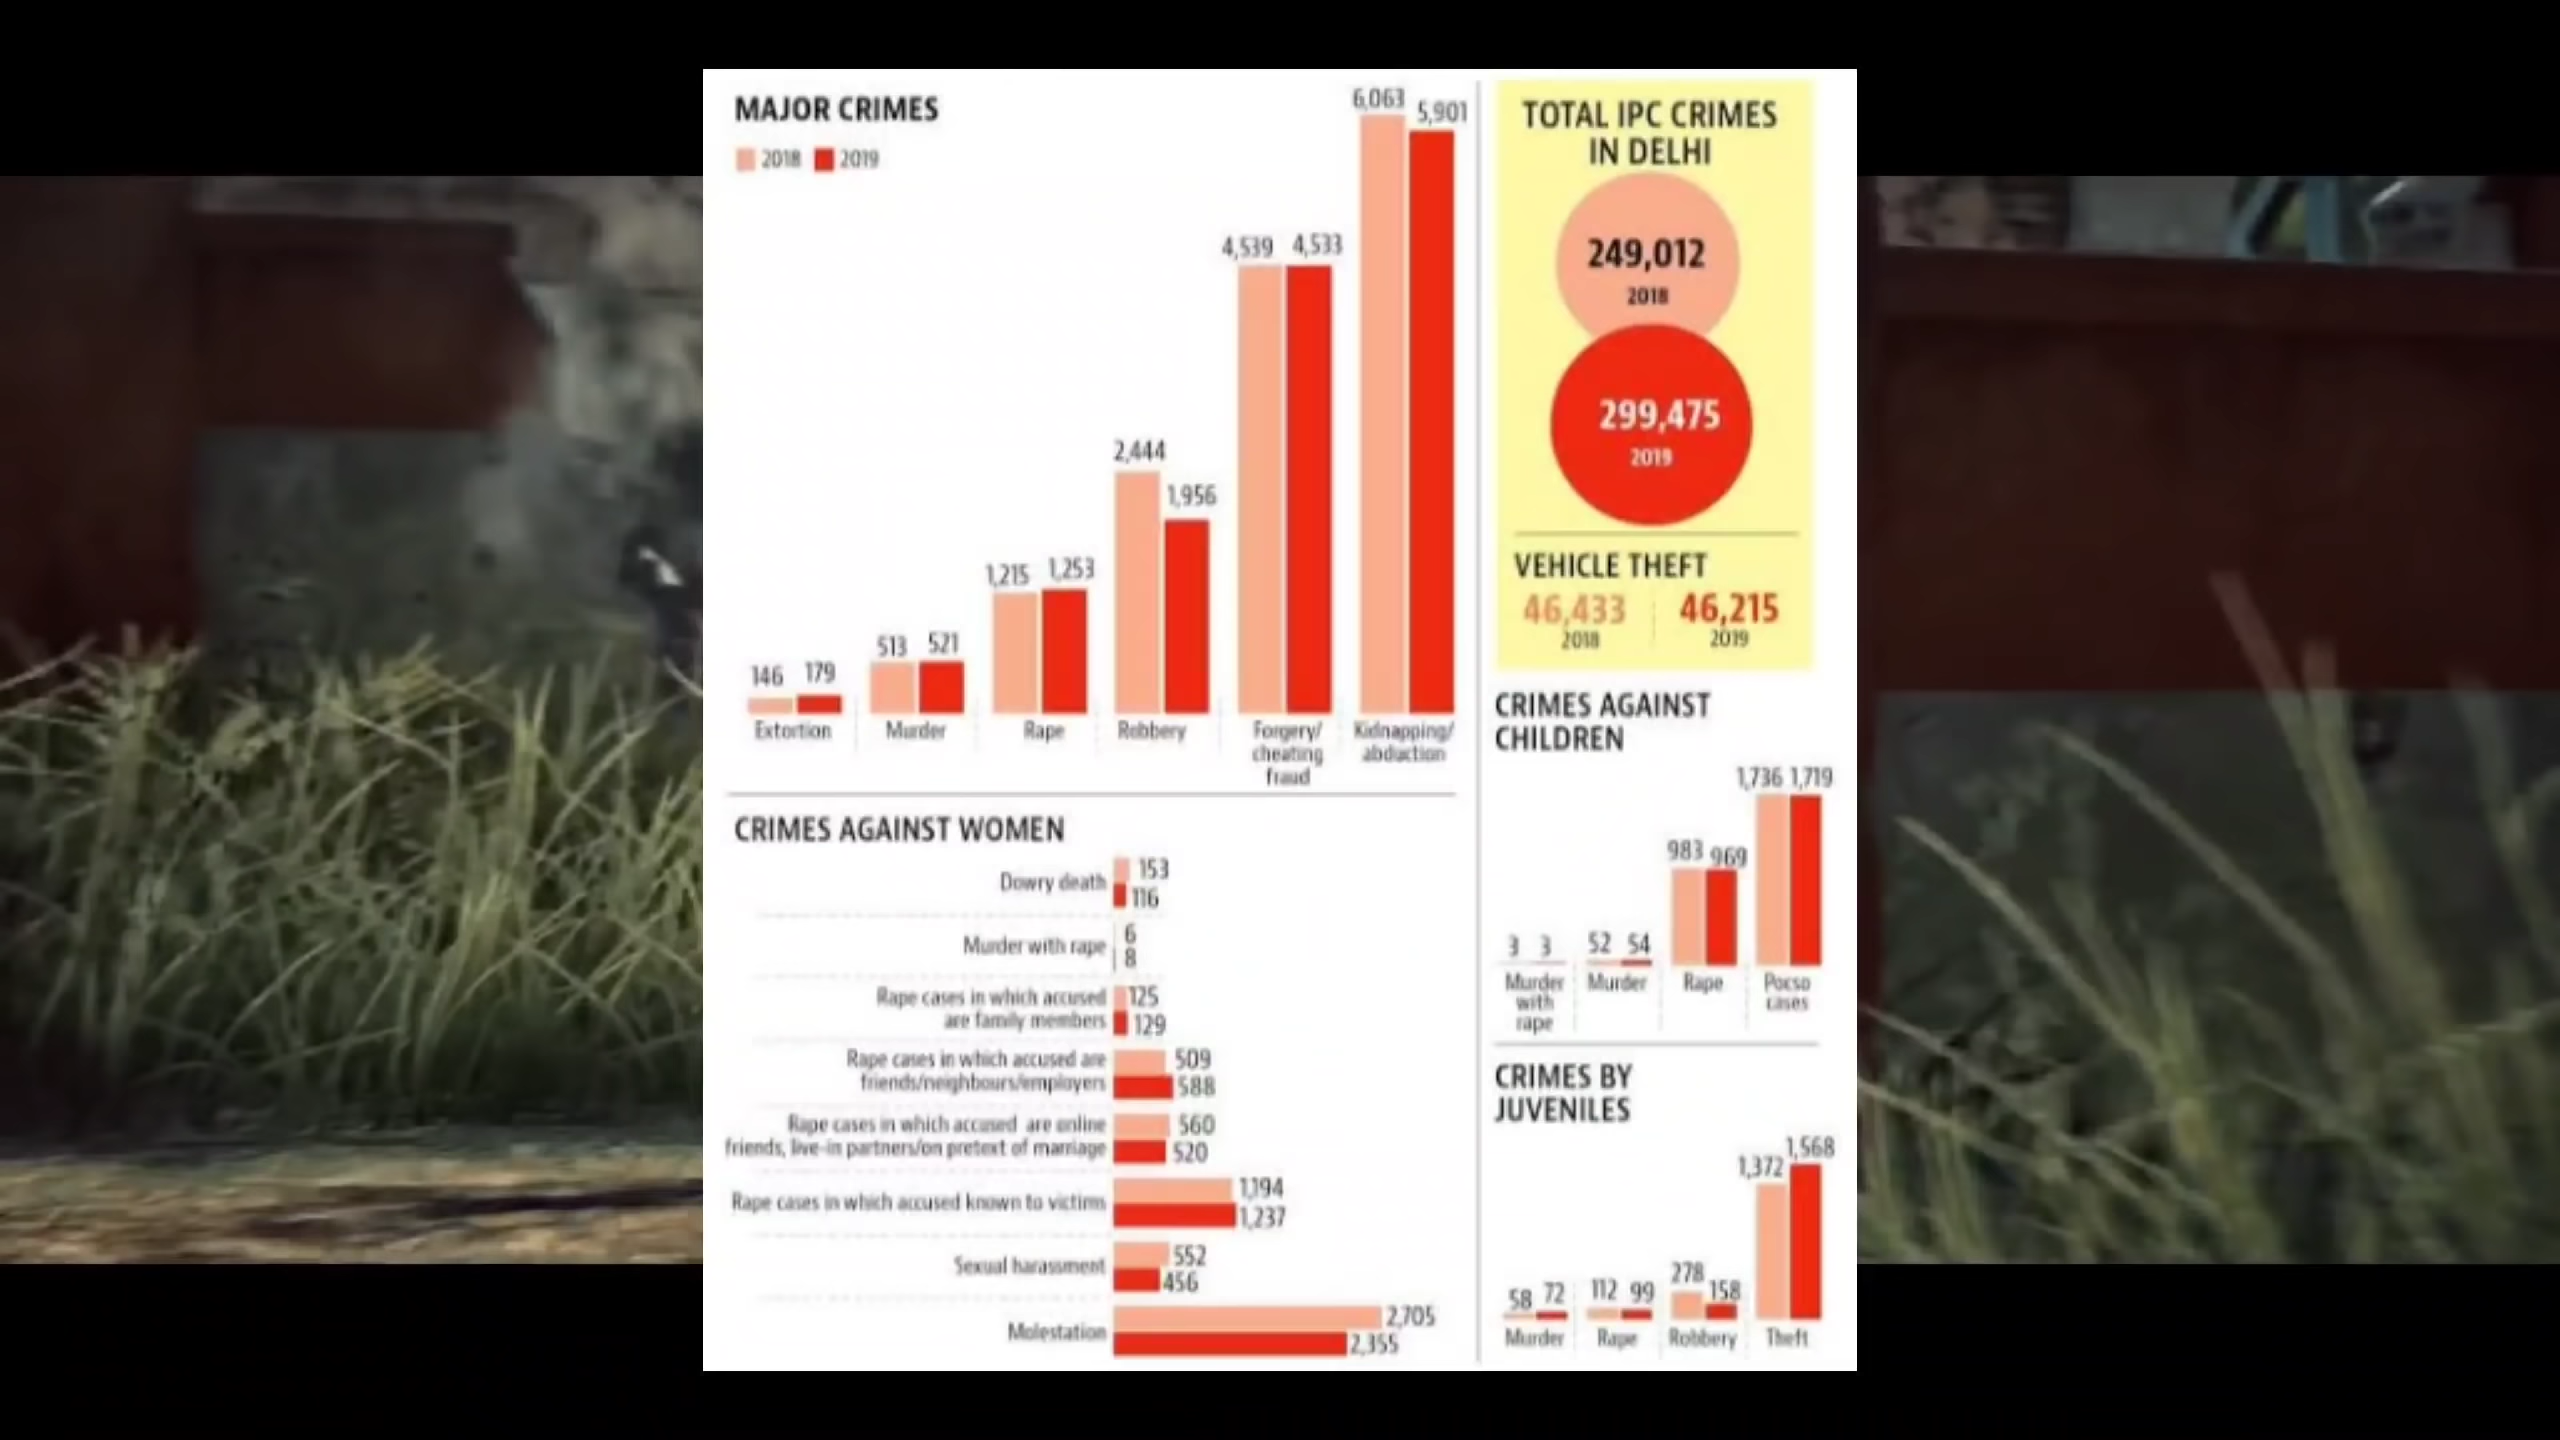 MAJOR CRIMES
2018 2019
146 179
Extortion
513 521
Murder
1,215 1,253
Rape
2,444 1,956
Robbery
4,539 4,533
Forgery/
cheating
fraud
6,063 5,901
Kidnapping/
abduction
CRIMES AGAINST WOMEN
Dowry death
153
116
Murder with rape
6
8
Rape cases in which accused
are family members
125
129
Rape cases in which accused are
friends/neighbours/employers
509
588
Rape cases in which accused are online
friends, live-in partners/on pretext of marriage
560
520
Rape cases in which accused known to victims
1,194
1,237
Sexual harassment
552
456
Molestation
2,705
2,355
TOTAL IPC CRIMES
IN DELHI
249,012
2018
299,475
2019
VEHICLE THEFT
46,433 46,215
2018 2019
CRIMES AGAINST
CHILDREN
3 3
Murder
with
rape
52 54
Murder
983 969
Rape
1,736 1,719
Pocso
cases
CRIMES BY
JUVENILES
58 72
Murder
112 99
Rape
278 158
Robbery
1,372 1,568
Theft